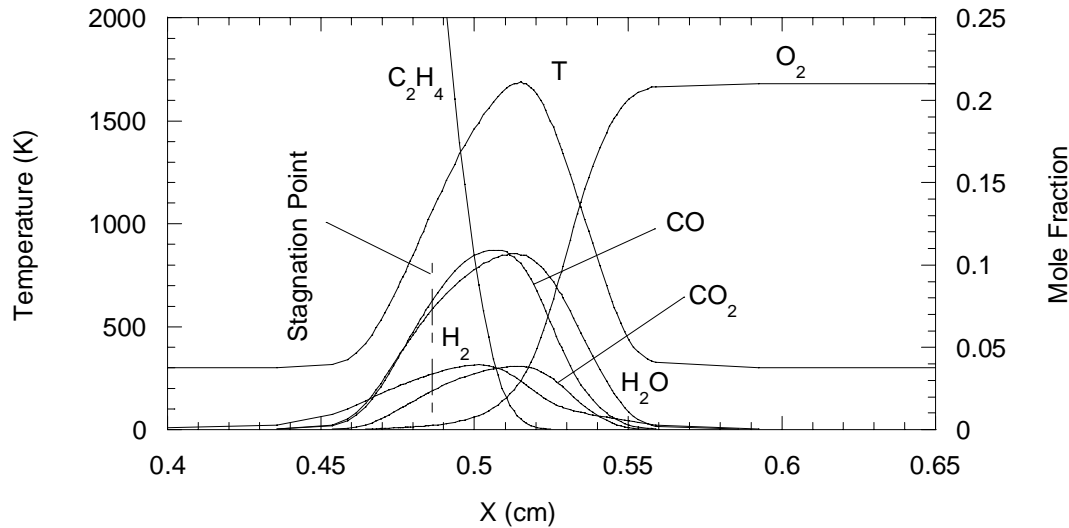 2000
1500
1000
500
0
Temperature (K)
0.25
0.2
0.15
0.1
0.05
0
Mole Fraction
0.4
0.45
0.5
0.55
0.6
0.65
X (cm)
C₂H₄
T
O₂
Stagnation Point
CO
CO₂
H₂
H₂O